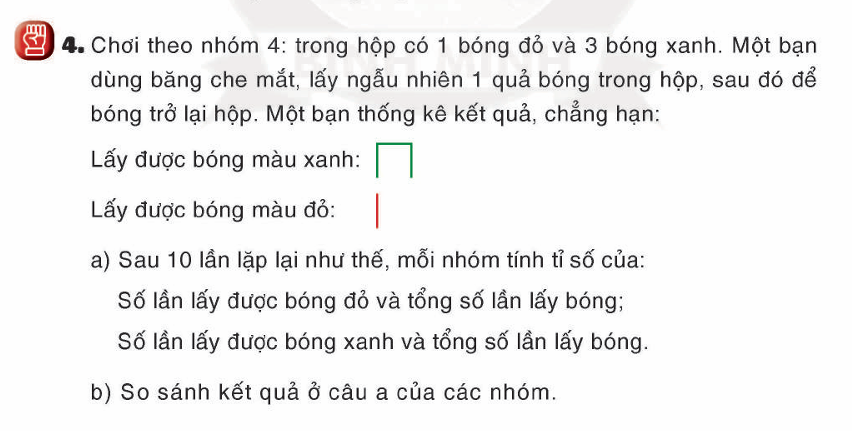 4. Chơi theo nhóm 4: trong hộp có 1 bóng đỏ và 3 bóng xanh. Một bạn
dùng băng che mắt, lấy ngẫu nhiên 1 quả bóng trong hộp, sau đó để
bóng trở lại hộp. Một bạn thống kê kết quả, chẳng hạn:
Lấy được bóng màu xanh:
Lấy được bóng màu đỏ:
a) Sau 10 lần lặp lại như thế, mỗi nhóm tính tỉ số của:
Số lần lấy được bóng đỏ và tổng số lần lấy bóng;
Số lần lấy được bóng xanh và tổng số lần lấy bóng.
b) So sánh kết quả ở câu a của các nhóm.